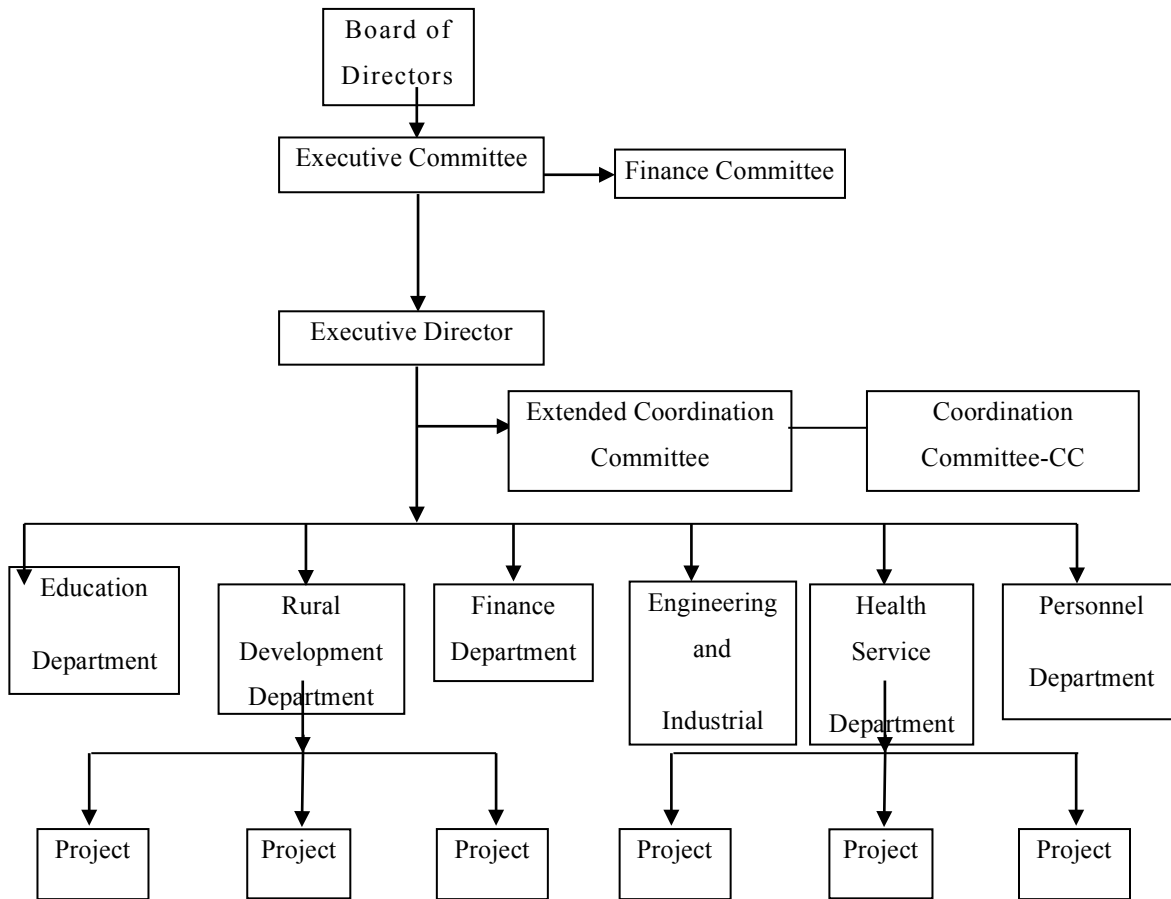 Board of
Directors
Executive Committee
Finance Committee
Executive Director
Extended Coordination
Committee
Coordination
Committee-CC
Education
Department
Rural
Development
Department
Finance
Department
Engineering
and
Industrial
Health
Service
Department
Personnel
Department
Project
Project
Project
Project
Project
Project